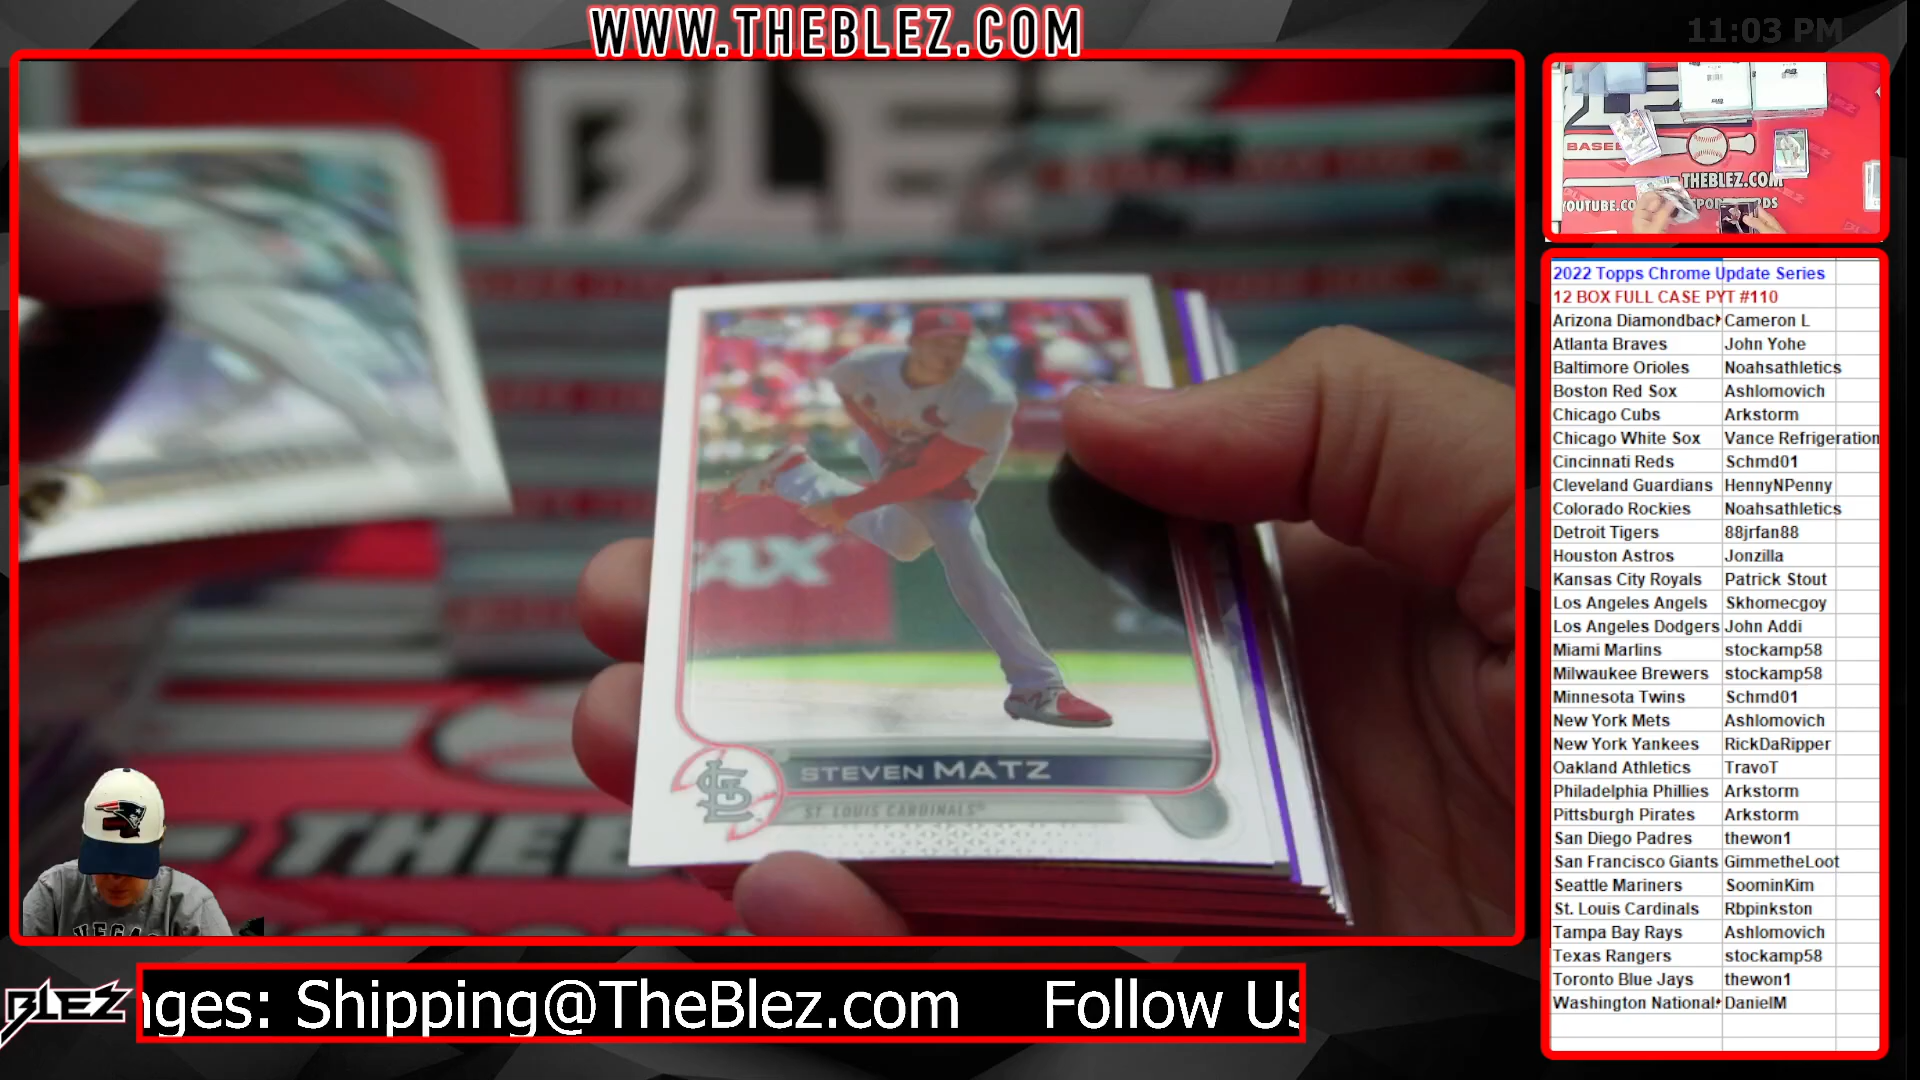 WWW.THEBLEZ.COM
11:03 PM
BLEZ
AX
STEVEN MATZ
ST. LOUIS CARDINALS
THEBLEZ.COM
2022 Topps Chrome Update Series
12 BOX FULL CASE PYT #110
Arizona Diamondback Cameron L
Atlanta Braves John Yohe
Baltimore Orioles Noahsathletics
Boston Red Sox Ashlomovich
Chicago Cubs Arkstorm
Chicago White Sox Vance Refrigeration
Cincinnati Reds Schmd01
Cleveland Guardians HennyNPenny
Colorado Rockies Noahsathletics
Detroit Tigers 88jrfan88
Houston Astros Jonzilla
Kansas City Royals Patrick Stout
Los Angeles Angels Skhomecgoy
Los Angeles Dodgers John Addi
Miami Marlins stockamp58
Milwaukee Brewers stockamp58
Minnesota Twins Schmd01
New York Mets Ashlomovich
New York Yankees RickDaRipper
Oakland Athletics TravoT
Philadelphia Phillies Arkstorm
Pittsburgh Pirates Arkstorm
San Diego Padres thewon1
San Francisco Giants GimmetheLoot
Seattle Mariners SoominKim
St. Louis Cardinals Rbpinkston
Tampa Bay Rays Ashlomovich
Texas Rangers stockamp58
Toronto Blue Jays thewon1
Washington National DanielM
BLEZ
nges: Shipping@TheBlez.com Follow Us